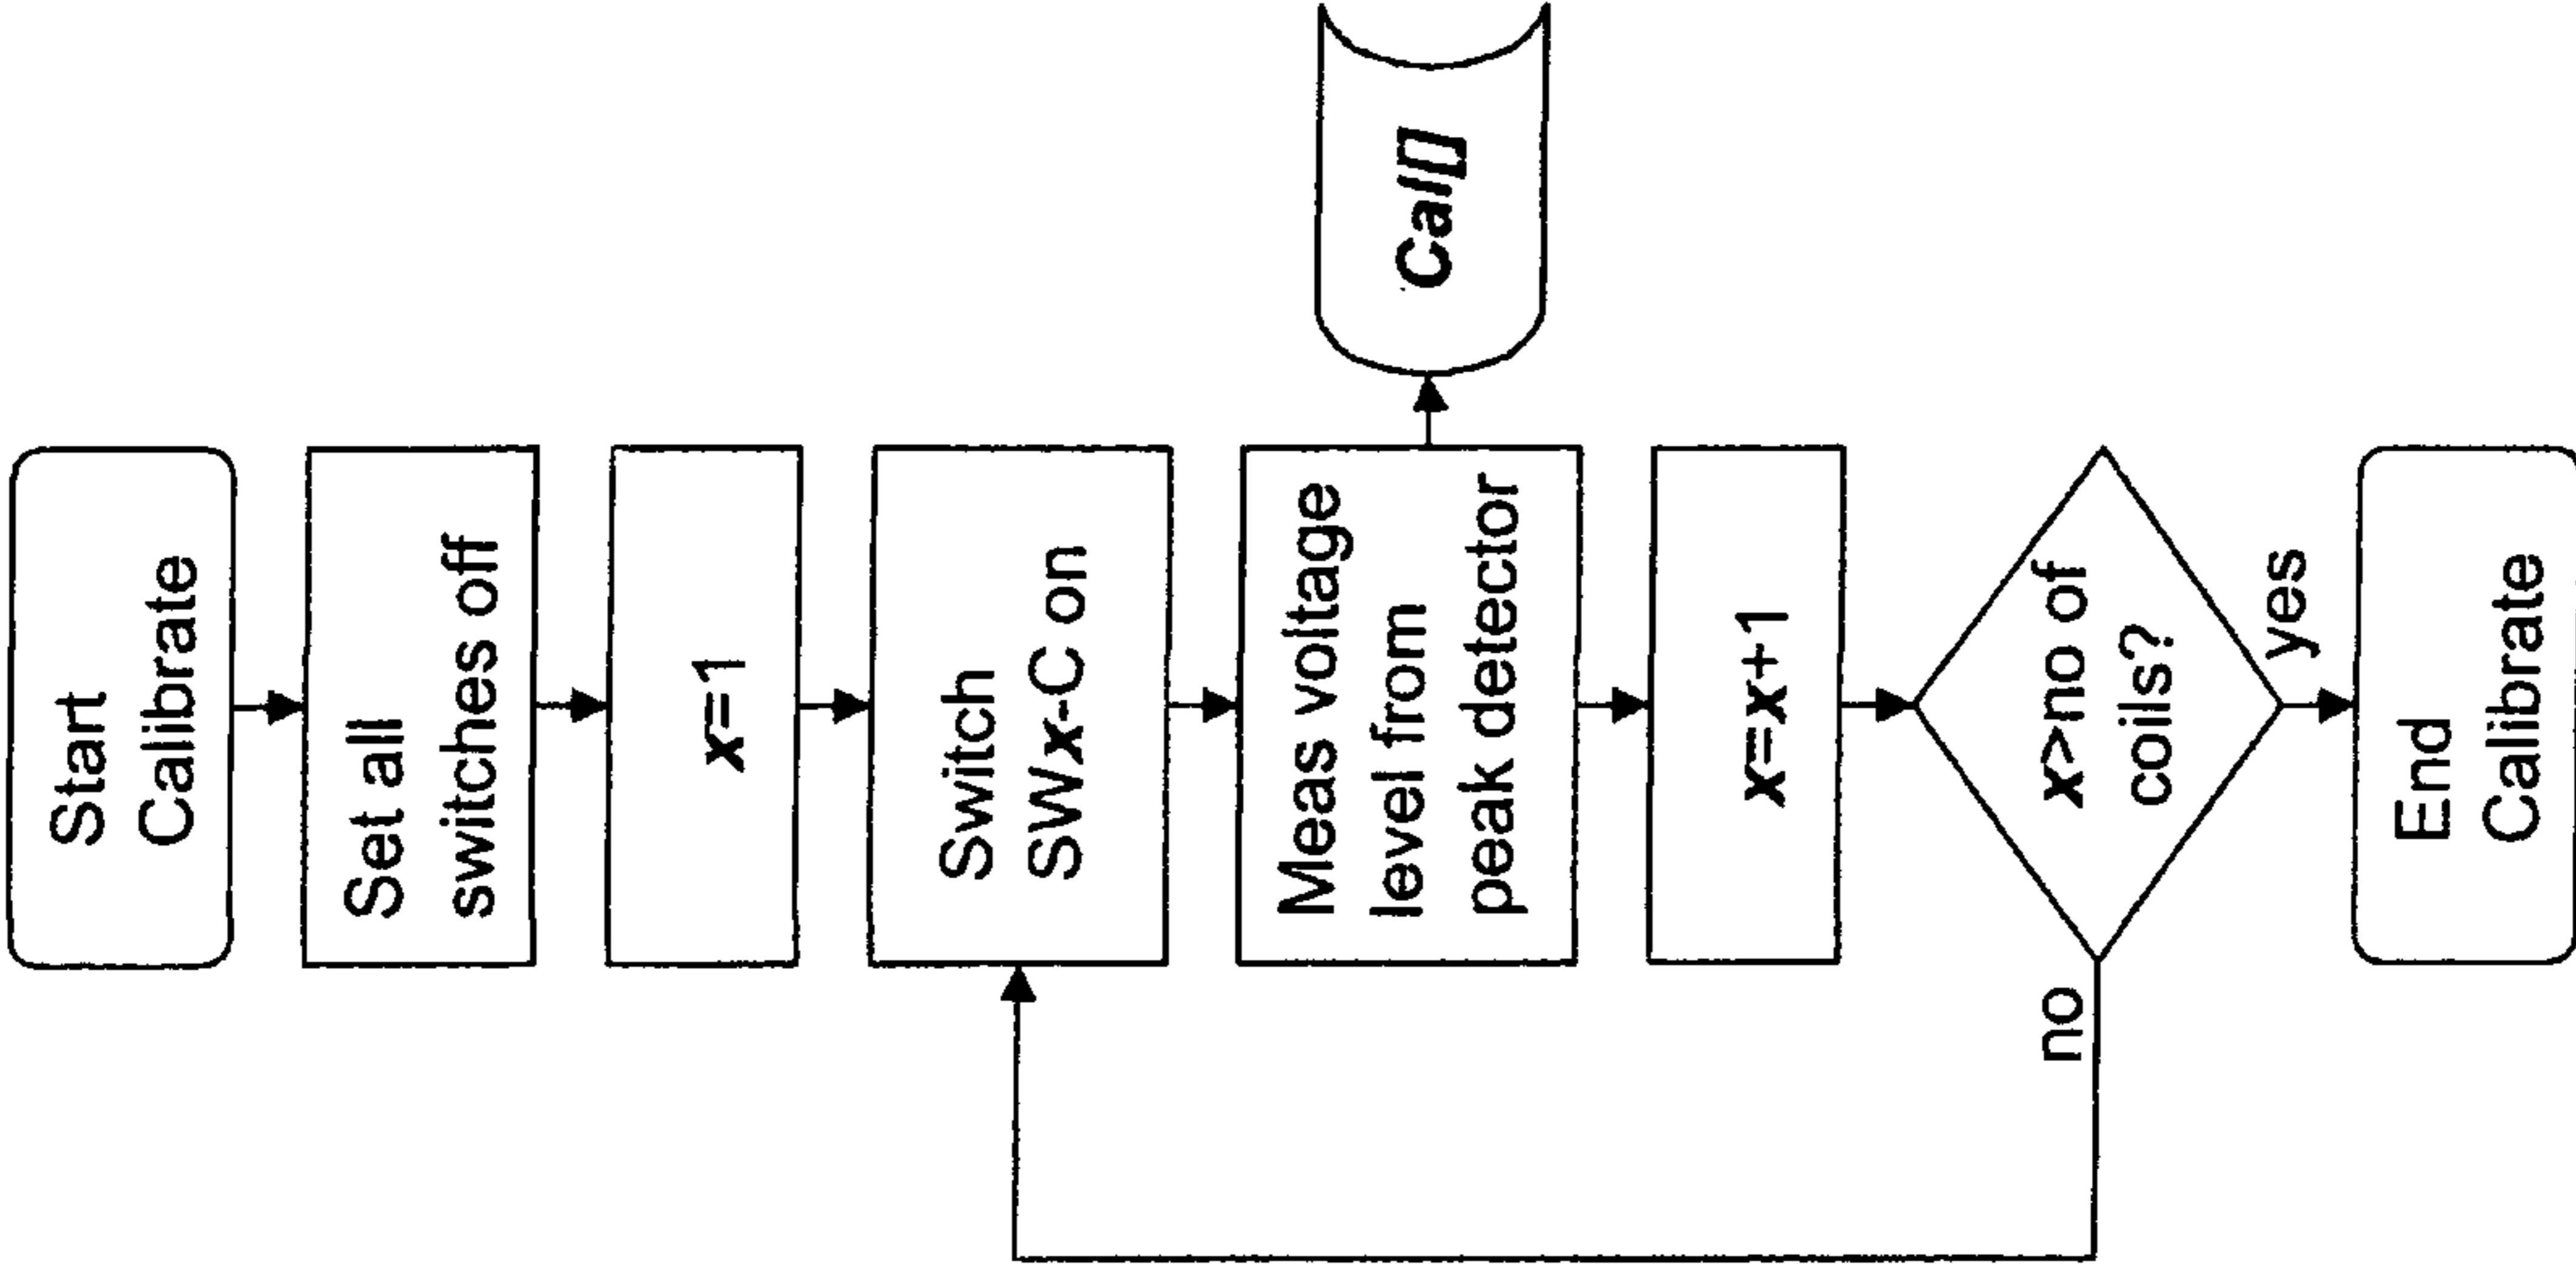 Start
Calibrate
Set all
switches off
x=1
Switch
SWx-C on
Meas voltage
level from
peak detector
Cal[]
x=x+1
x>no of
coils?
no
yes
End
Calibrate